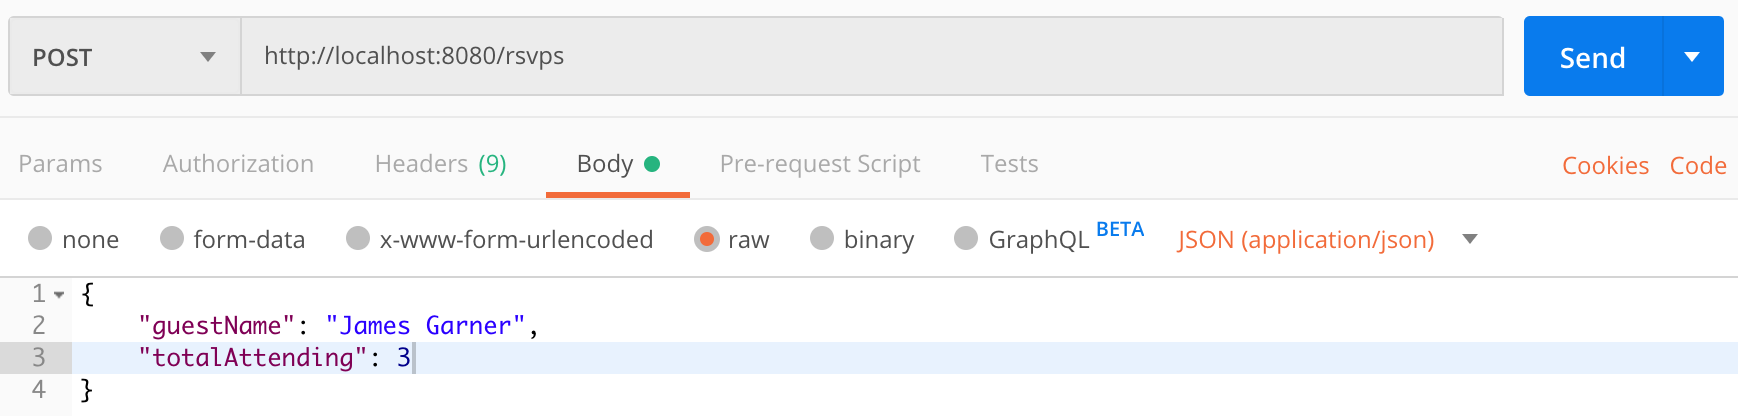 POST http://localhost:8080/rsvps Send
Params Authorization Headers (9) Body Pre-request Script Tests Cookies Code
none form-data x-www-form-urlencoded raw binary GraphQL BETA JSON (application/json)
1 {
2 "guestName": "James Garner",
3 "totalAttending": 3
4 }